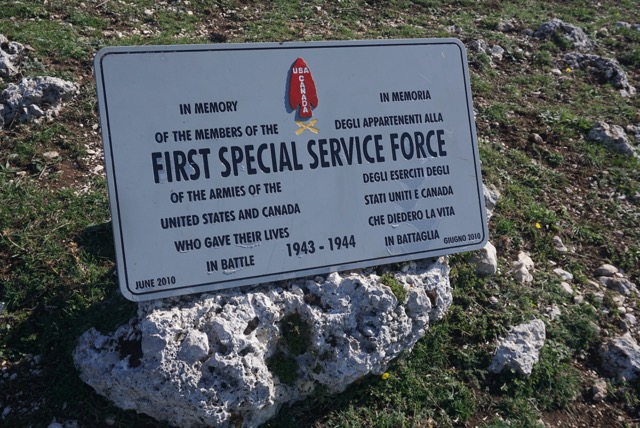 USA
CANADA
IN MEMORY
OF THE MEMBERS OF THE
IN MEMORIA
DEGLI APPARTENENTI ALLA
FIRST SPECIAL SERVICE FORCE
OF THE ARMIES OF THE
UNITED STATES AND CANADA
WHO GAVE THEIR LIVES
IN BATTLE
DEGLI ESERCITI DEGLI
STATI UNITI E CANADA
CHE DIEDERO LA VITA
IN BATTAGLIA
1943 - 1944
JUNE 2010
GIUGNO 2010